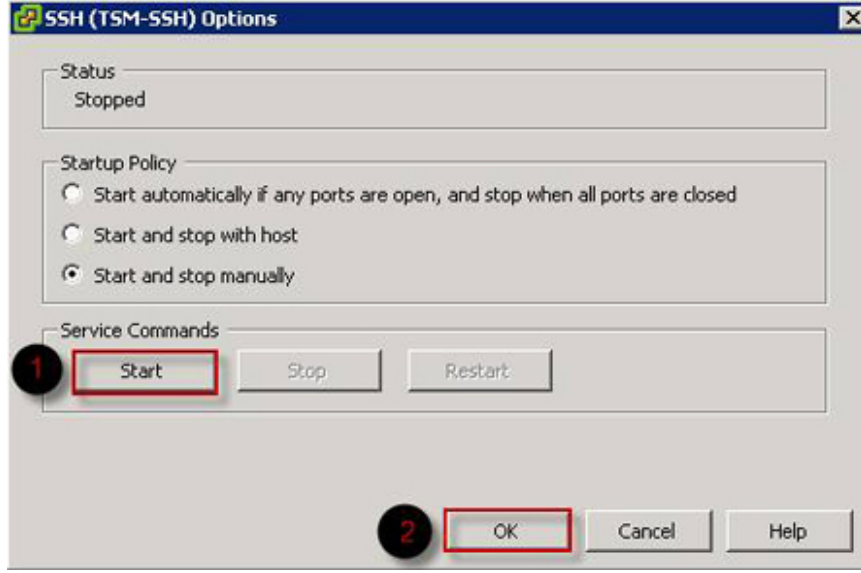 SSH (TSM-SSH) Options
Status
Stopped
Startup Policy
Start automatically if any ports are open, and stop when all ports are closed
Start and stop with host
Start and stop manually
Service Commands
1 Start Stop Restart
2 OK Cancel Help